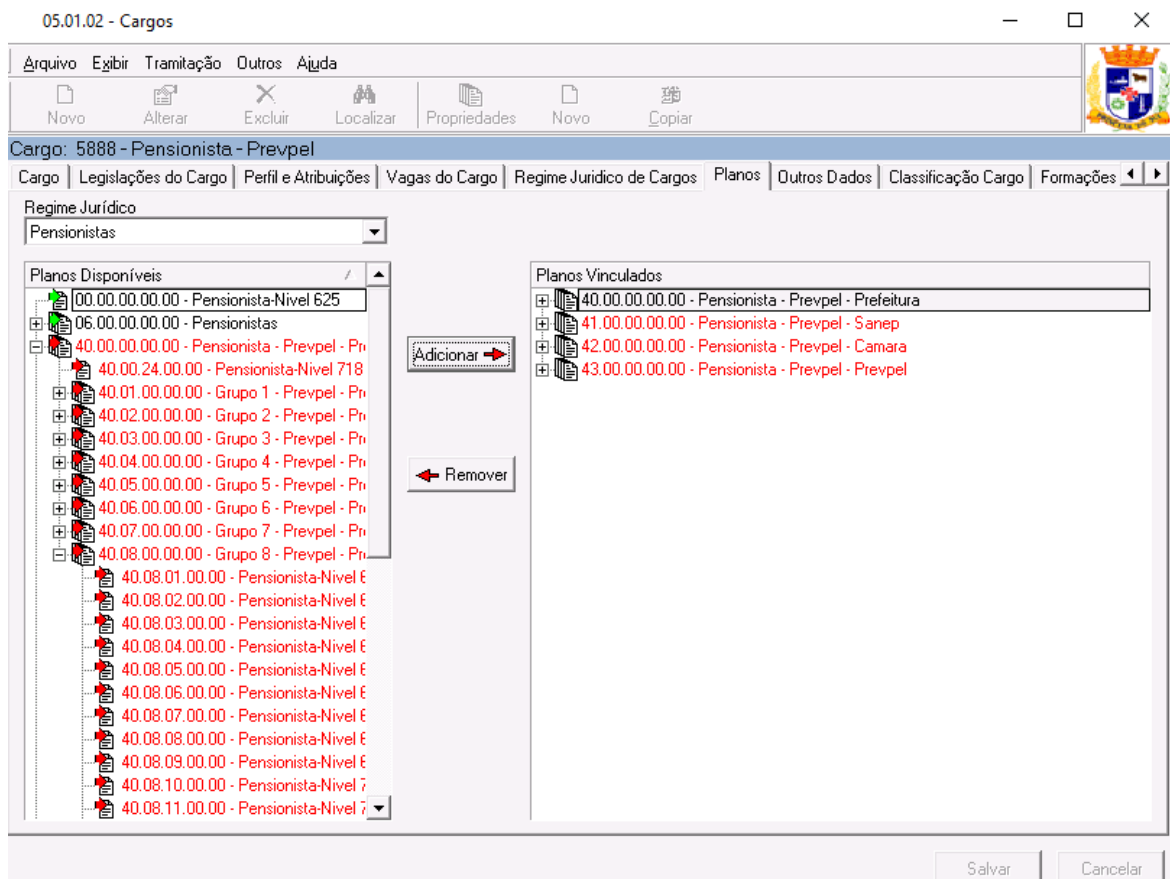 05.01.02 - Cargos
Arquivo Exibir Tramitação Outros Ajuda
Novo Alterar Excluir Localizar Propriedades Novo Copiar
Cargo: 5888 - Pensionista - Prevpel
Cargo Legislações do Cargo Perfil e Atribuições Vagas do Cargo Regime Juridico de Cargos Planos Outros Dados Classificação Cargo Formações
Regime Jurídico
Pensionistas
Planos Disponíveis
00.00.00.00.00 - Pensionista-Nivel 625
06.00.00.00.00 - Pensionistas
40.00.00.00.00 - Pensionista - Prevpel - Pr
40.00.24.00.00 - Pensionista-Nivel 718
40.01.00.00.00 - Grupo 1 - Prevpel - Pr
40.02.00.00.00 - Grupo 2 - Prevpel - Pr
40.03.00.00.00 - Grupo 3 - Prevpel - Pr
40.04.00.00.00 - Grupo 4 - Prevpel - Pr
40.05.00.00.00 - Grupo 5 - Prevpel - Pr
40.06.00.00.00 - Grupo 6 - Prevpel - Pr
40.07.00.00.00 - Grupo 7 - Prevpel - Pr
40.08.00.00.00 - Grupo 8 - Prevpel - Pr
40.08.01.00.00 - Pensionista-Nivel 6
40.08.02.00.00 - Pensionista-Nivel 6
40.08.03.00.00 - Pensionista-Nivel 6
40.08.04.00.00 - Pensionista-Nivel 6
40.08.05.00.00 - Pensionista-Nivel 6
40.08.06.00.00 - Pensionista-Nivel 6
40.08.07.00.00 - Pensionista-Nivel 6
40.08.08.00.00 - Pensionista-Nivel 6
40.08.09.00.00 - Pensionista-Nivel 6
40.08.10.00.00 - Pensionista-Nivel 7
40.08.11.00.00 - Pensionista-Nivel 7
Adicionar
Remover
Planos Vinculados
40.00.00.00.00 - Pensionista - Prevpel - Prefeitura
41.00.00.00.00 - Pensionista - Prevpel - Sanep
42.00.00.00.00 - Pensionista - Prevpel - Camara
43.00.00.00.00 - Pensionista - Prevpel - Prevpel
Salvar Cancelar